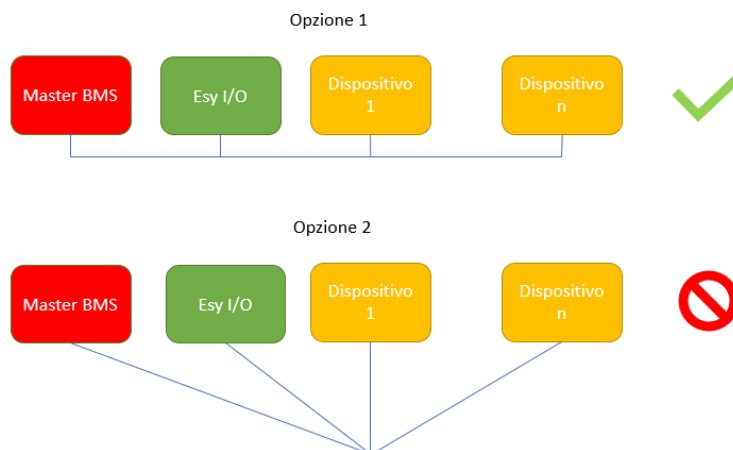 Opzione 1
Master BMS
Esy I/O
Dispositivo
1
Dispositivo
n
Opzione 2
Master BMS
Esy I/O
Dispositivo
1
Dispositivo
n